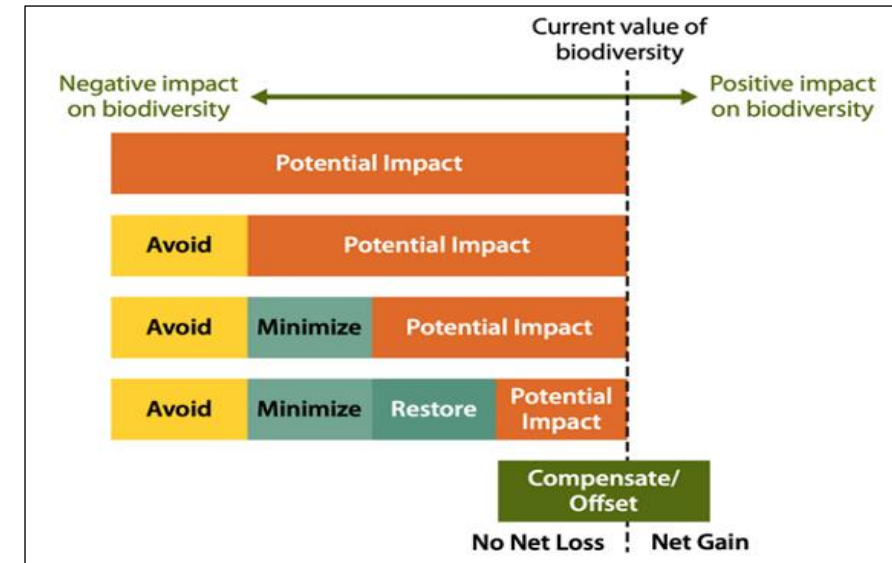 Current value of
biodiversity
Negative impact
on biodiversity
Positive impact
on biodiversity
Potential Impact
Avoid
Potential Impact
Avoid
Minimize
Potential Impact
Avoid
Minimize
Restore
Potential
Impact
Compensate/
Offset
No Net Loss
Net Gain